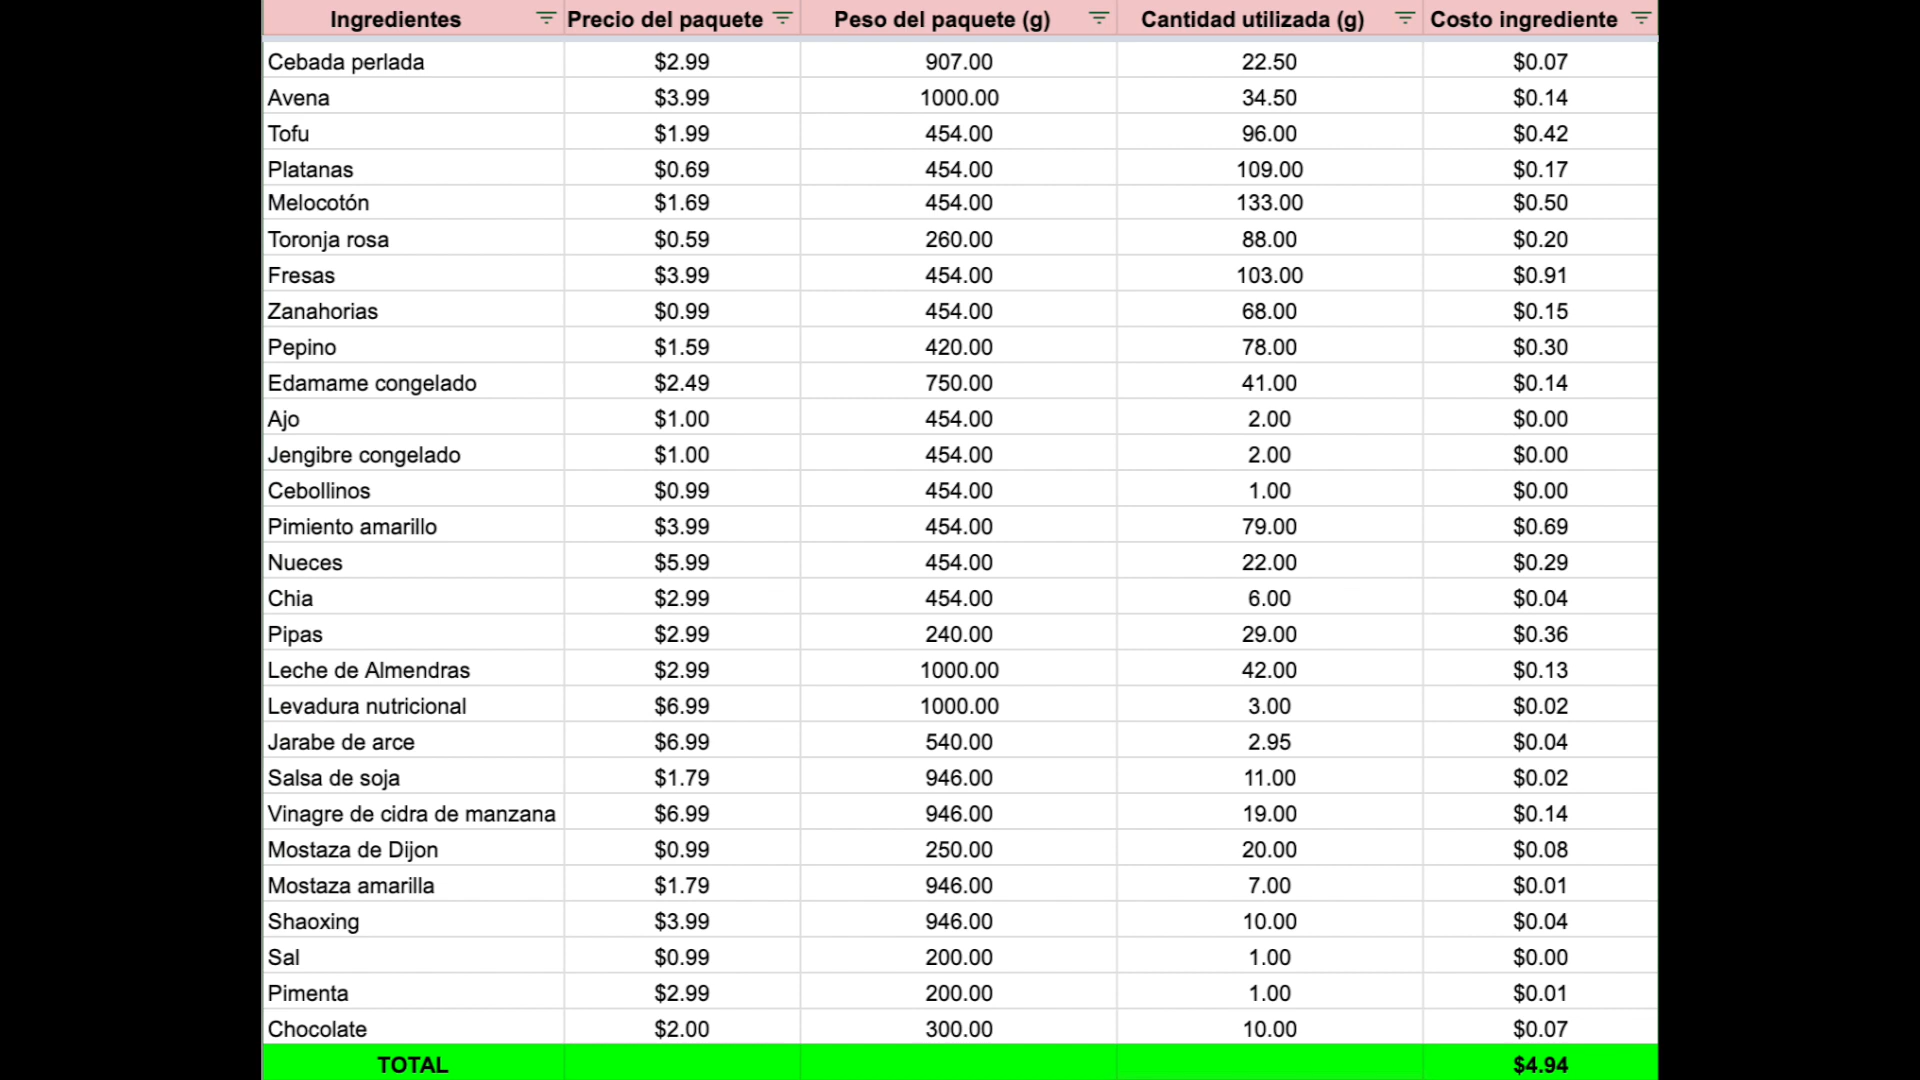 Ingredientes Precio del paquete Peso del paquete (g) Cantidad utilizada (g) Costo ingrediente
Cebada perlada $2.99 907.00 22.50 $0.07
Avena $3.99 1000.00 34.50 $0.14
Tofu $1.99 454.00 96.00 $0.42
Platanas $0.69 454.00 109.00 $0.17
Melocotón $1.69 454.00 133.00 $0.50
Toronja rosa $0.59 260.00 88.00 $0.20
Fresas $3.99 454.00 103.00 $0.91
Zanahorias $0.99 454.00 68.00 $0.15
Pepino $1.59 420.00 78.00 $0.30
Edamame congelado $2.49 750.00 41.00 $0.14
Ajo $1.00 454.00 2.00 $0.00
Jengibre congelado $1.00 454.00 2.00 $0.00
Cebollinos $0.99 454.00 1.00 $0.00
Pimiento amarillo $3.99 454.00 79.00 $0.69
Nueces $5.99 454.00 22.00 $0.29
Chia $2.99 454.00 6.00 $0.04
Pipas $2.99 240.00 29.00 $0.36
Leche de Almendras $2.99 1000.00 42.00 $0.13
Levadura nutricional $6.99 1000.00 3.00 $0.02
Jarabe de arce $6.99 540.00 2.95 $0.04
Salsa de soja $1.79 946.00 11.00 $0.02
Vinagre de cidra de manzana $6.99 946.00 19.00 $0.14
Mostaza de Dijon $0.99 250.00 20.00 $0.08
Mostaza amarilla $1.79 946.00 7.00 $0.01
Shaoxing $3.99 946.00 10.00 $0.04
Sal $0.99 200.00 1.00 $0.00
Pimenta $2.99 200.00 1.00 $0.01
Chocolate $2.00 300.00 10.00 $0.07
TOTAL $4.94